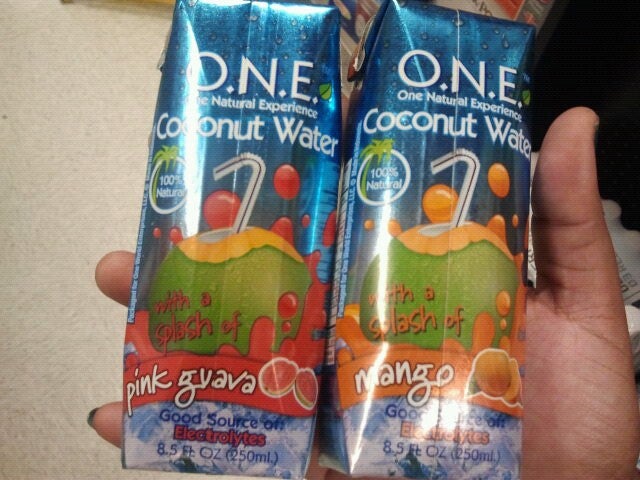 O.N.E.
One Natural Experience
Coconut Water
100%
Natural
with a
splash of
pink guava
Good Source of:
Electrolytes
8.5 FL OZ (250mL)
O.N.E.
One Natural Experience
Coconut Water
100%
Natural
with a
splash of
mango
Good Source of:
Electrolytes
8.5 FL OZ (250mL)